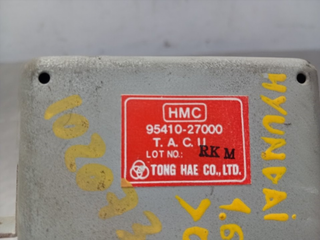 HMC
95410-27000
T. A. C. U
LOT NO.: RK M
TONG HAE CO., LTD.
HYUNDAI
1.6